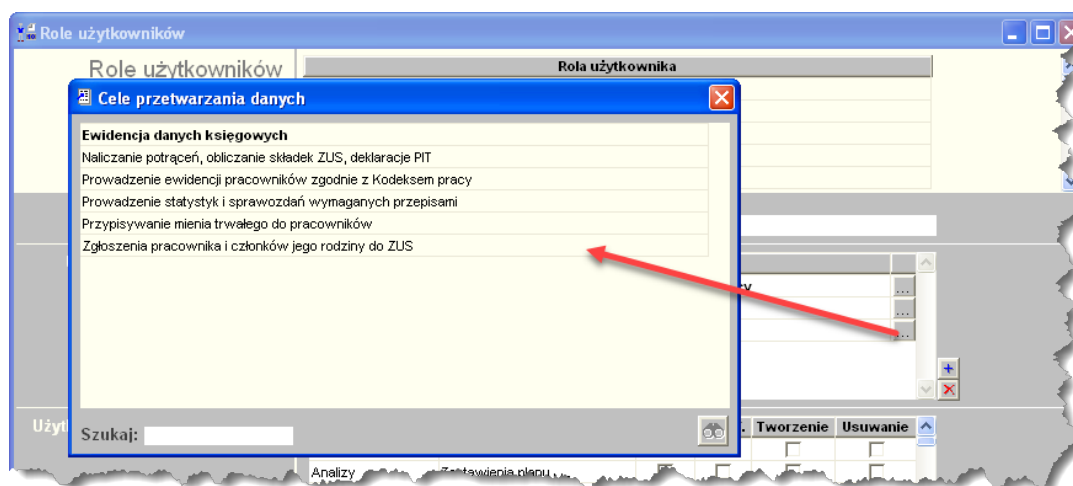 Role użytkowników
Role użytkowników
Rola użytkownika
Cele przetwarzania danych
Ewidencja danych księgowych
Naliczanie potrąceń, obliczanie składek ZUS, deklaracje PIT
Prowadzenie ewidencji pracowników zgodnie z Kodeksem pracy
Prowadzenie statystyk i sprawozdań wymaganych przepisami
Przypisywanie mienia trwałego do pracowników
Zgłoszenia pracownika i członków jego rodziny do ZUS
...
...
...
Szukaj:
Tworzenie Usuwanie
Analizy Zestawienia planu